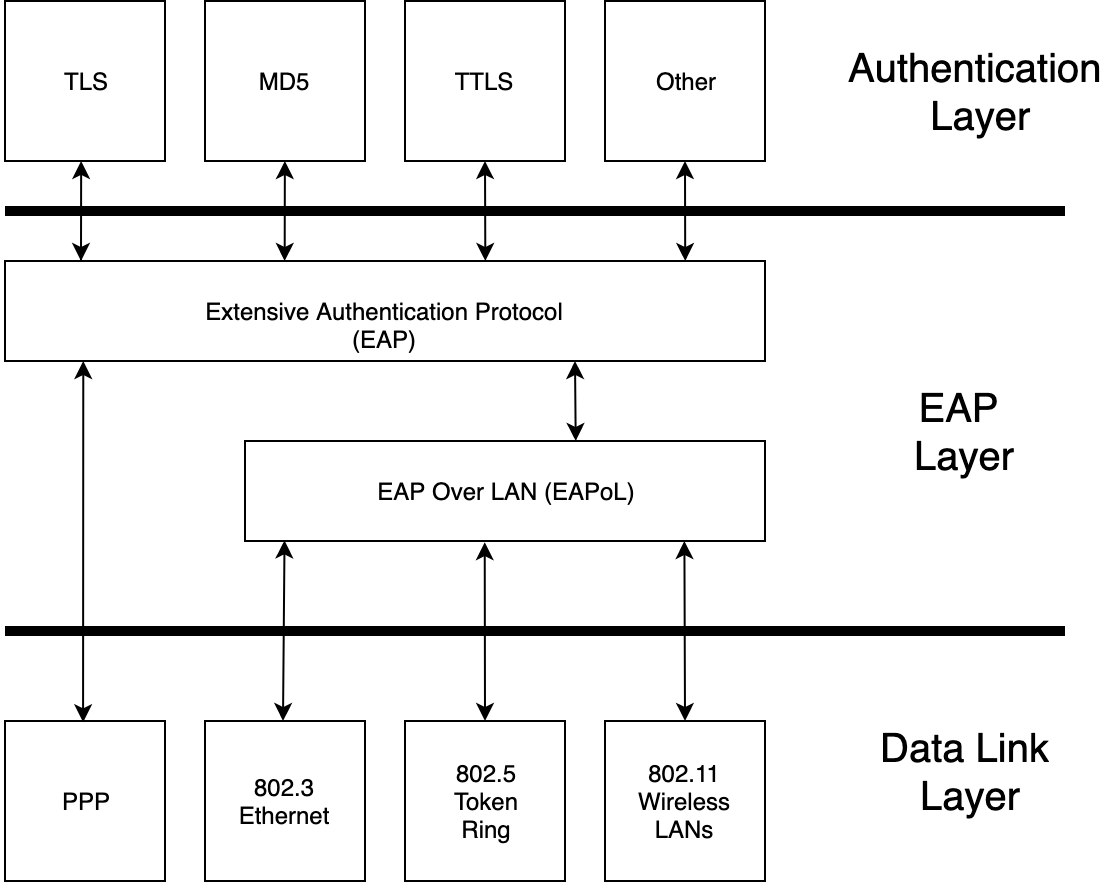 TLS
MD5
TTLS
Other
Authentication
Layer
Extensive Authentication Protocol
(EAP)
EAP
Layer
EAP Over LAN (EAPoL)
PPP
802.3
Ethernet
802.5
Token
Ring
802.11
Wireless
LANs
Data Link
Layer